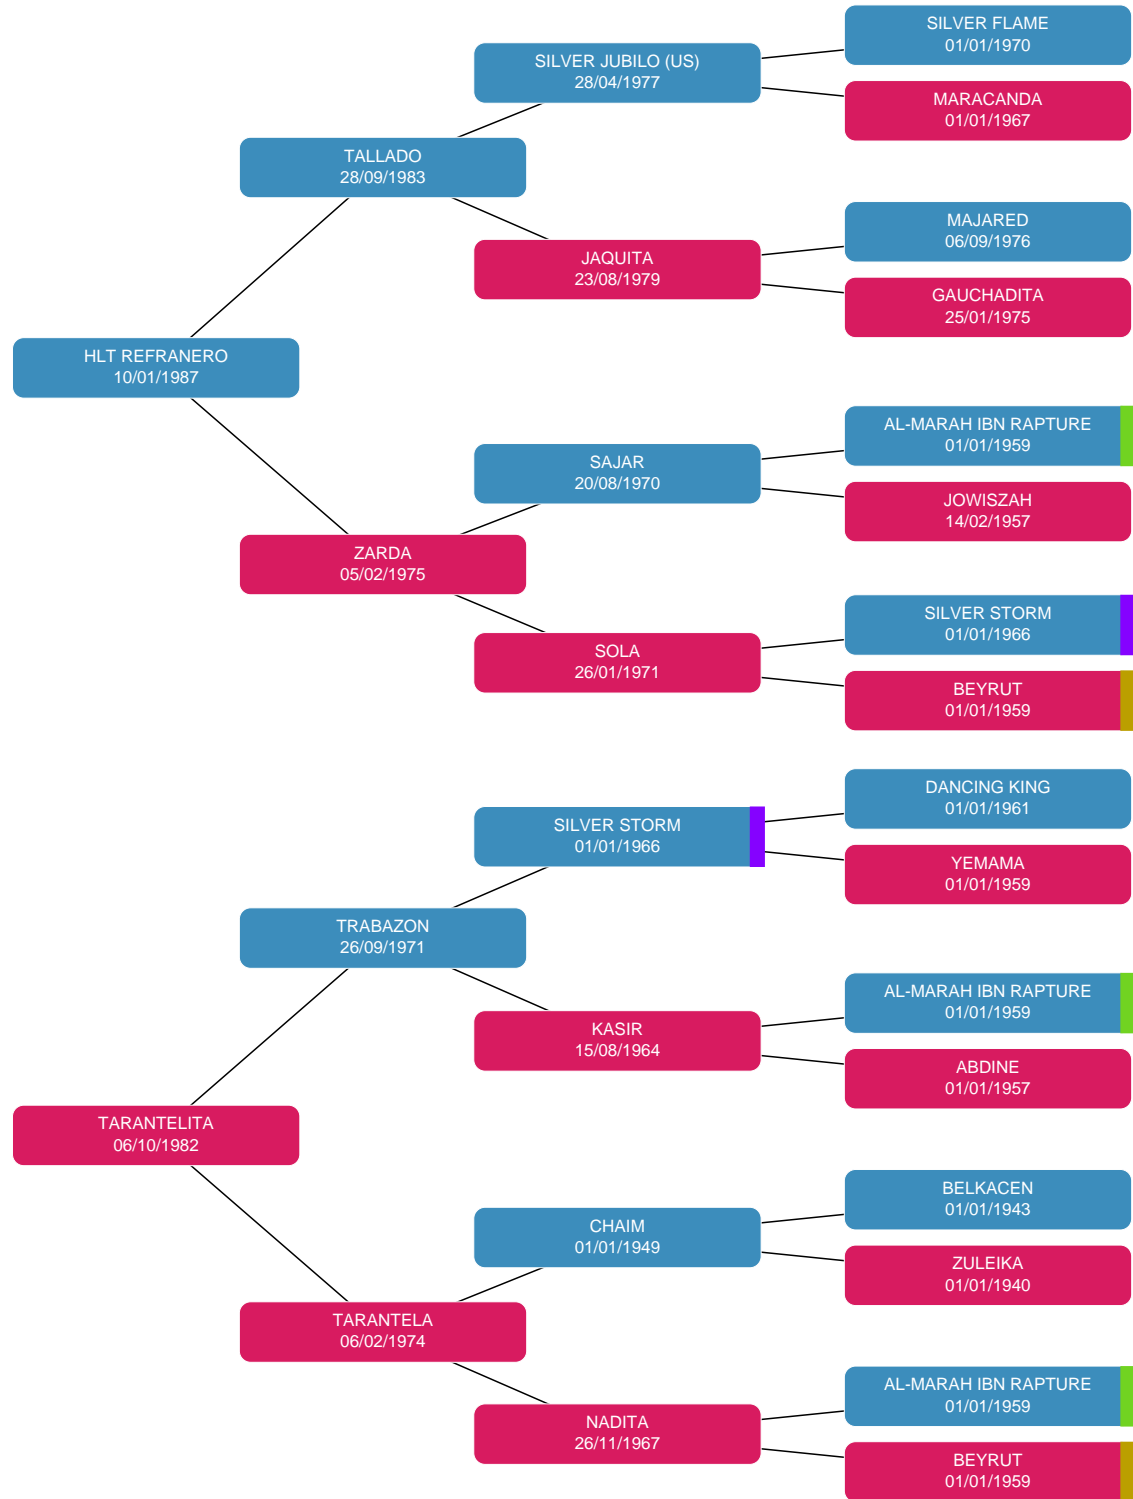 SILVER FLAME
01/01/1970
SILVER JUBILO (US)
28/04/1977
MARACANDA
01/01/1967
TALLADO
28/09/1983
MAJARED
06/09/1976
JAQUITA
23/08/1979
GAUCHADITA
25/01/1975
HLT REFRANERO
10/01/1987
AL-MARAH IBN RAPTURE
01/01/1959
SAJAR
20/08/1970
JOWISZAH
14/02/1957
ZARDA
05/02/1975
SILVER STORM
01/01/1966
SOLA
26/01/1971
BEYRUT
01/01/1959
DANCING KING
01/01/1961
SILVER STORM
01/01/1966
YEMAMA
01/01/1959
TRABAZON
26/09/1971
AL-MARAH IBN RAPTURE
01/01/1959
KASIR
15/08/1964
ABDINE
01/01/1957
TARANTELITA
06/10/1982
BELKACEN
01/01/1943
CHAIM
01/01/1949
ZULEIKA
01/01/1940
TARANTELA
06/02/1974
AL-MARAH IBN RAPTURE
01/01/1959
NADITA
26/11/1967
BEYRUT
01/01/1959